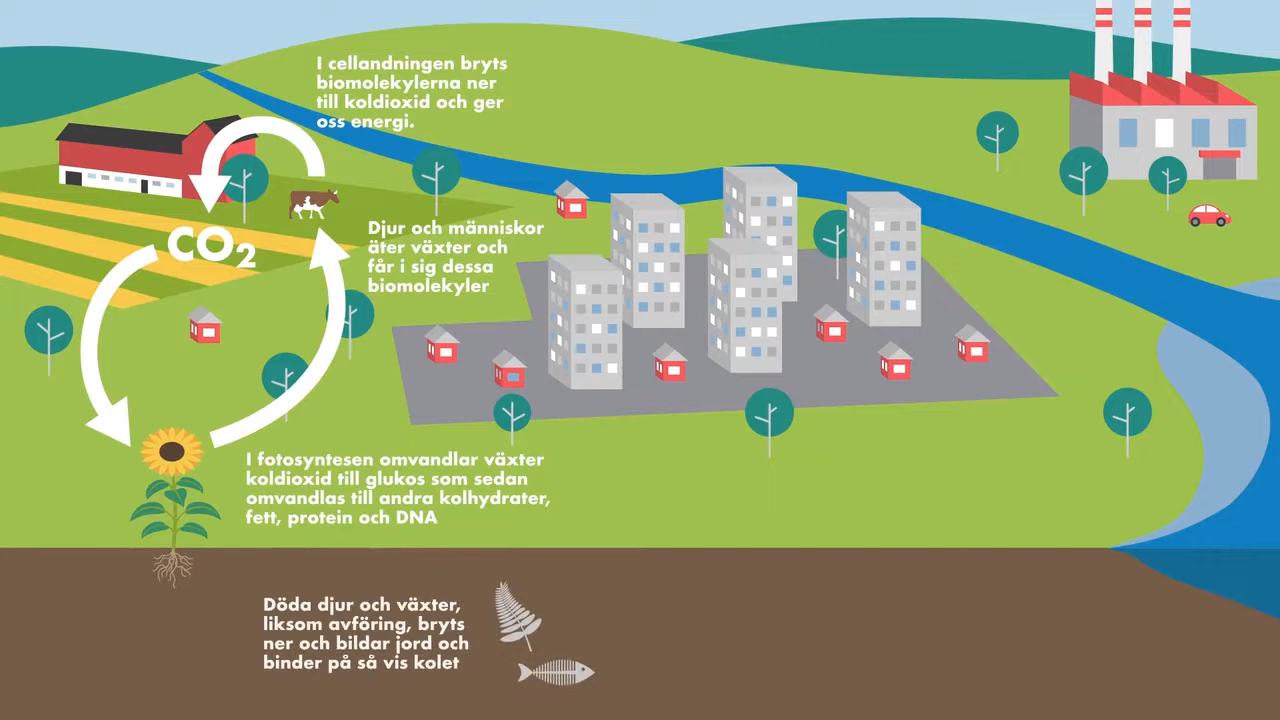 I cellandningen bryts
biomolekylerna ner
till koldioxid och ger
oss energi.
CO₂
Djur och människor
äter växter och
får i sig dessa
biomolekyler
I fotosyntesen omvandlar växter
koldioxid till glukos som sedan
omvandlas till andra kolhydrater,
fett, protein och DNA
Döda djur och växter,
liksom avföring, bryts
ner och bildar jord och
binder på så vis kolet